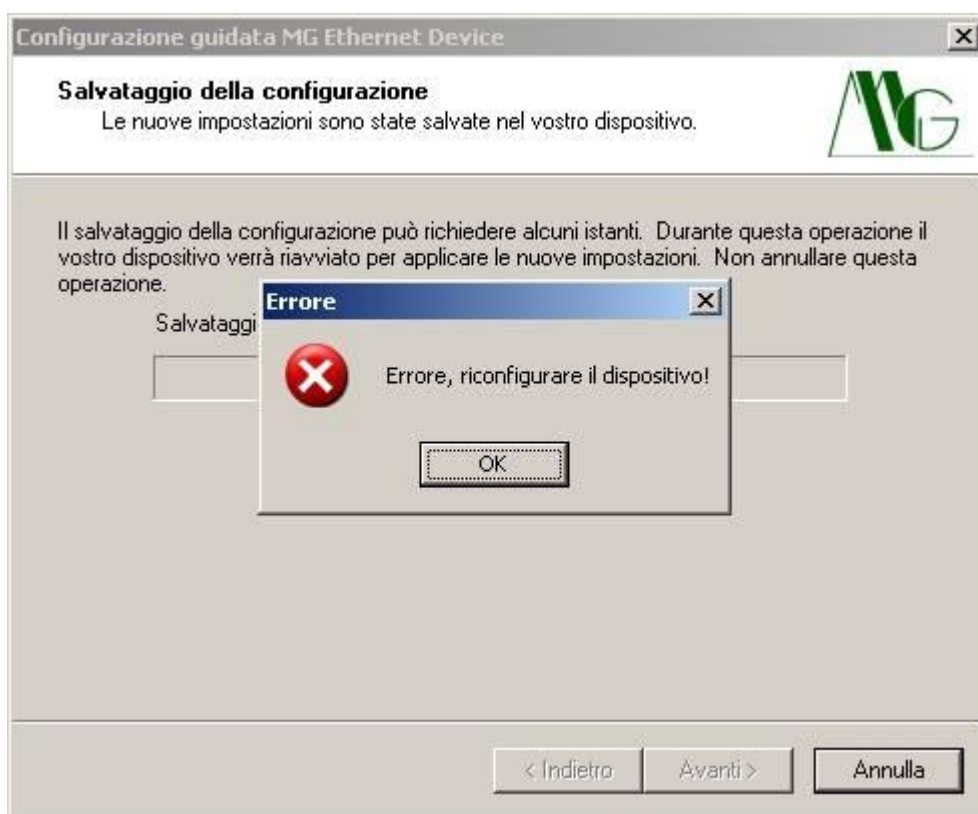 Configurazione guidata MG Ethernet Device
Salvataggio della configurazione
Le nuove impostazioni sono state salvate nel vostro dispositivo.
MG
Il salvataggio della configurazione può richiedere alcuni istanti. Durante questa operazione il
vostro dispositivo verrà riavviato per applicare le nuove impostazioni. Non annullare questa
operazione.
Salvataggi
Errore
Errore, riconfigurare il dispositivo!
OK
< Indietro
Avanti >
Annulla